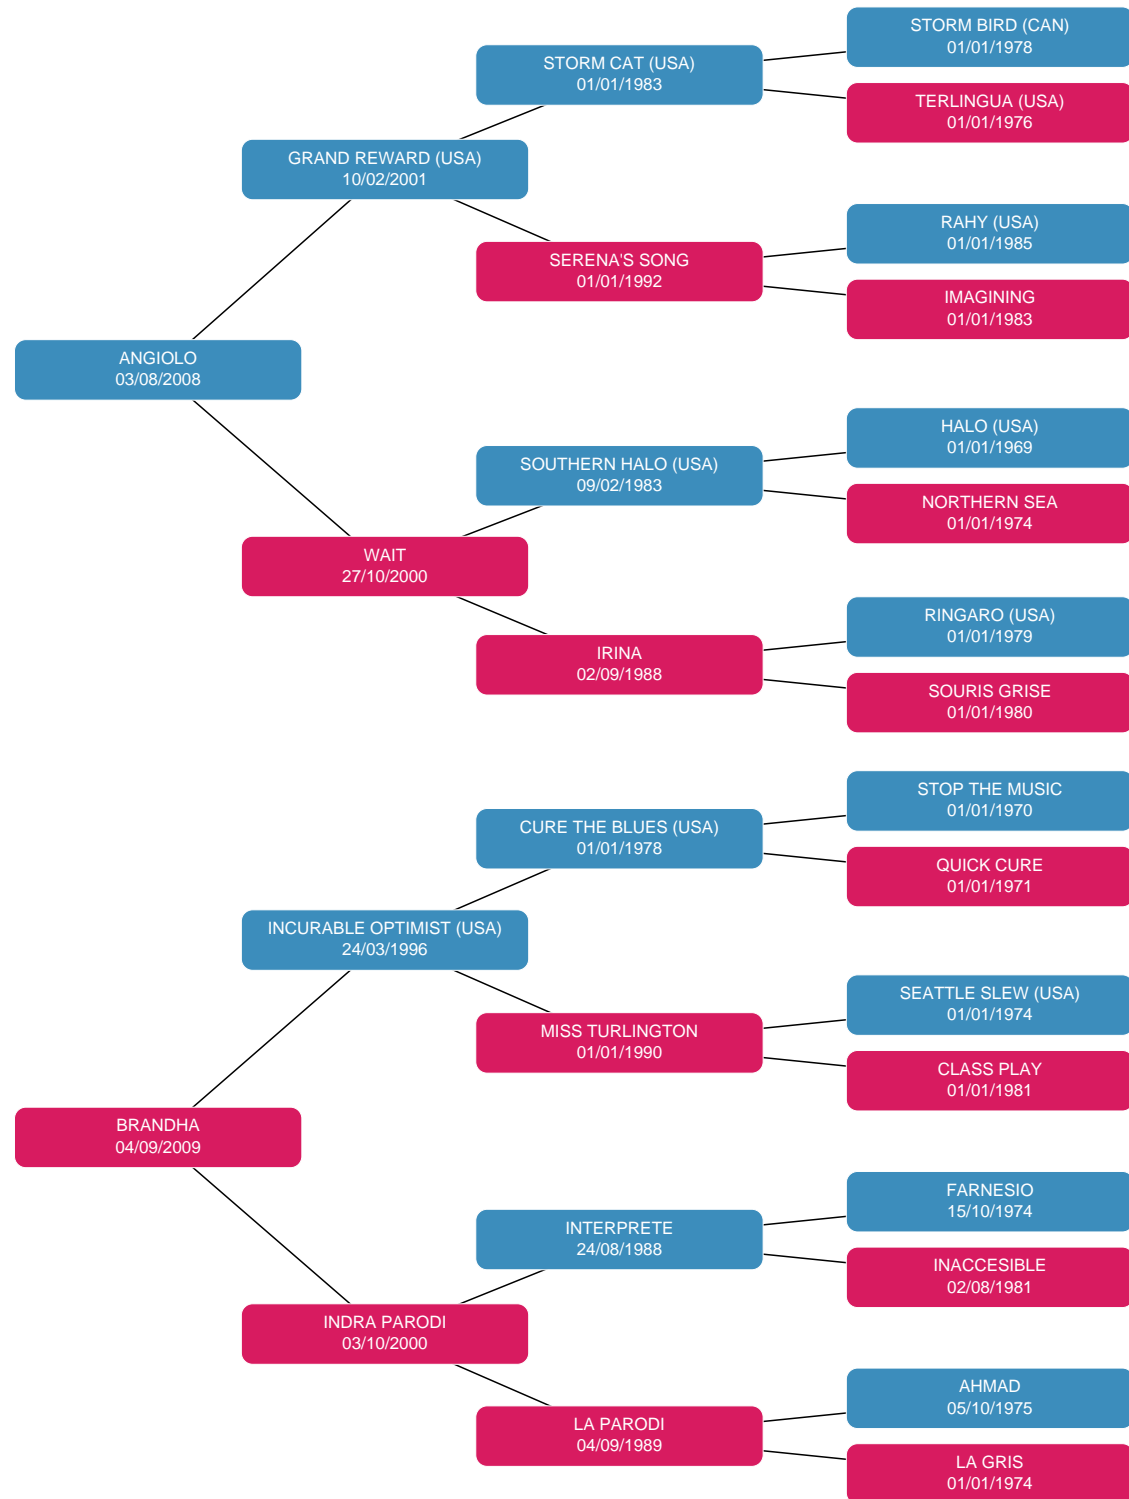 STORM BIRD (CAN)
01/01/1978
STORM CAT (USA)
01/01/1983
TERLINGUA (USA)
01/01/1976
GRAND REWARD (USA)
10/02/2001
RAHY (USA)
01/01/1985
SERENA'S SONG
01/01/1992
IMAGINING
01/01/1983
ANGIOLO
03/08/2008
HALO (USA)
01/01/1969
SOUTHERN HALO (USA)
09/02/1983
NORTHERN SEA
01/01/1974
WAIT
27/10/2000
RINGARO (USA)
01/01/1979
IRINA
02/09/1988
SOURIS GRISE
01/01/1980
STOP THE MUSIC
01/01/1970
CURE THE BLUES (USA)
01/01/1978
QUICK CURE
01/01/1971
INCURABLE OPTIMIST (USA)
24/03/1996
SEATTLE SLEW (USA)
01/01/1974
MISS TURLINGTON
01/01/1990
CLASS PLAY
01/01/1981
BRANDHA
04/09/2009
FARNESIO
15/10/1974
INTERPRETE
24/08/1988
INACCESIBLE
02/08/1981
INDRA PARODI
03/10/2000
AHMAD
05/10/1975
LA PARODI
04/09/1989
LA GRIS
01/01/1974